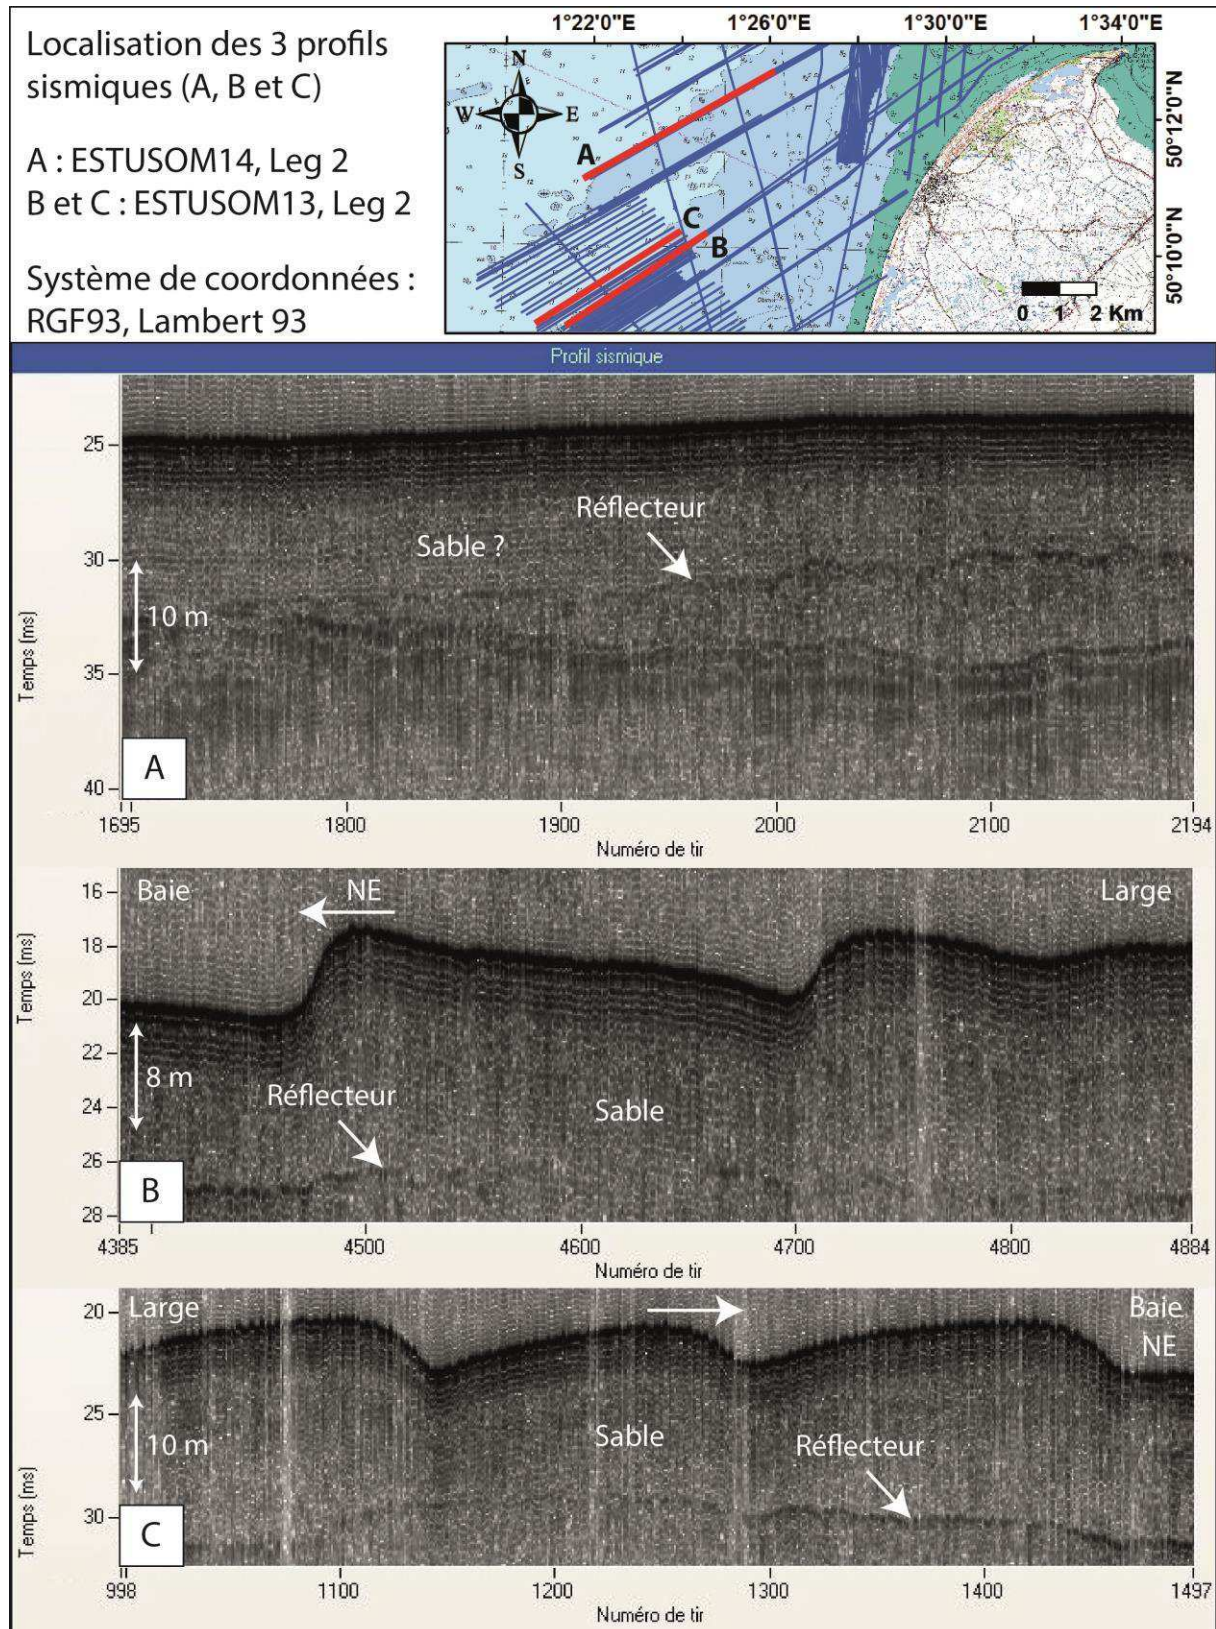 Localisation des 3 profils
sismiques (A, B et C)
A : ESTUSOM14, Leg 2
B et C : ESTUSOM13, Leg 2
Système de coordonnées :
RGF93, Lambert 93
1°22'0"E 1°26'0"E 1°30'0"E 1°34'0"E
N
W E
S
A
C
B
50°12'0"N
50°10'0"N
0 1 2 Km
Profil sismique
Temps (ms)
25
30
35
40
Réflecteur
Sable ?
10 m
A
1695 1800 1900 2000 2100 2194
Numéro de tir
Temps (ms)
16
18
20
22
24
26
28
Baie NE Large
8 m
Réflecteur
Sable
B
4385 4500 4600 4700 4800 4884
Numéro de tir
Temps (ms)
20
25
30
Large Baie
NE
10 m
Sable
Réflecteur
C
998 1100 1200 1300 1400 1497
Numéro de tir